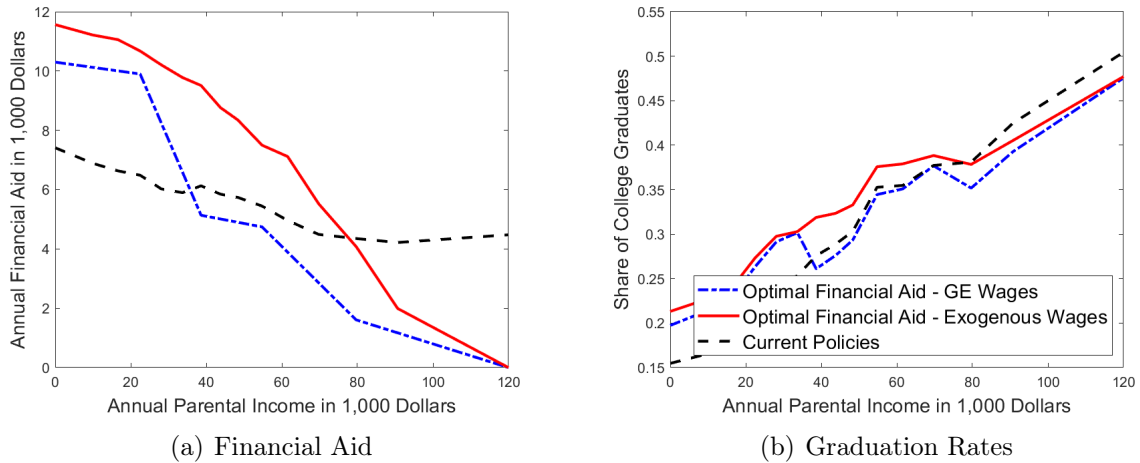 Annual Financial Aid in 1,000 Dollars
12
10
8
6
4
2
0
0 20 40 60 80 100 120
Annual Parental Income in 1,000 Dollars
(a) Financial Aid
Share of College Graduates
0.55
0.5
0.45
0.4
0.35
0.3
0.25
0.2
0.15
Optimal Financial Aid - GE Wages
Optimal Financial Aid - Exogenous Wages
Current Policies
0 20 40 60 80 100 120
Annual Parental Income in 1,000 Dollars
(b) Graduation Rates